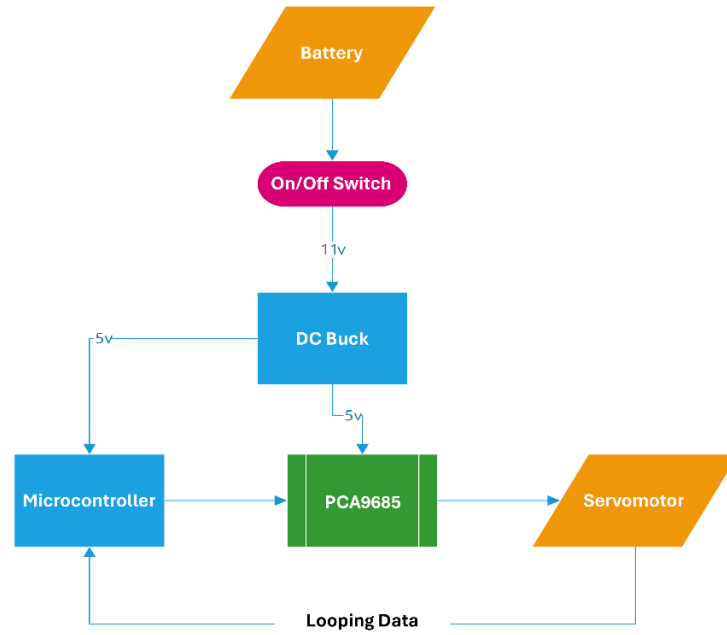 Battery
On/Off Switch
11v
DC Buck
5v
5v
Microcontroller
PCA9685
Servomotor
Looping Data